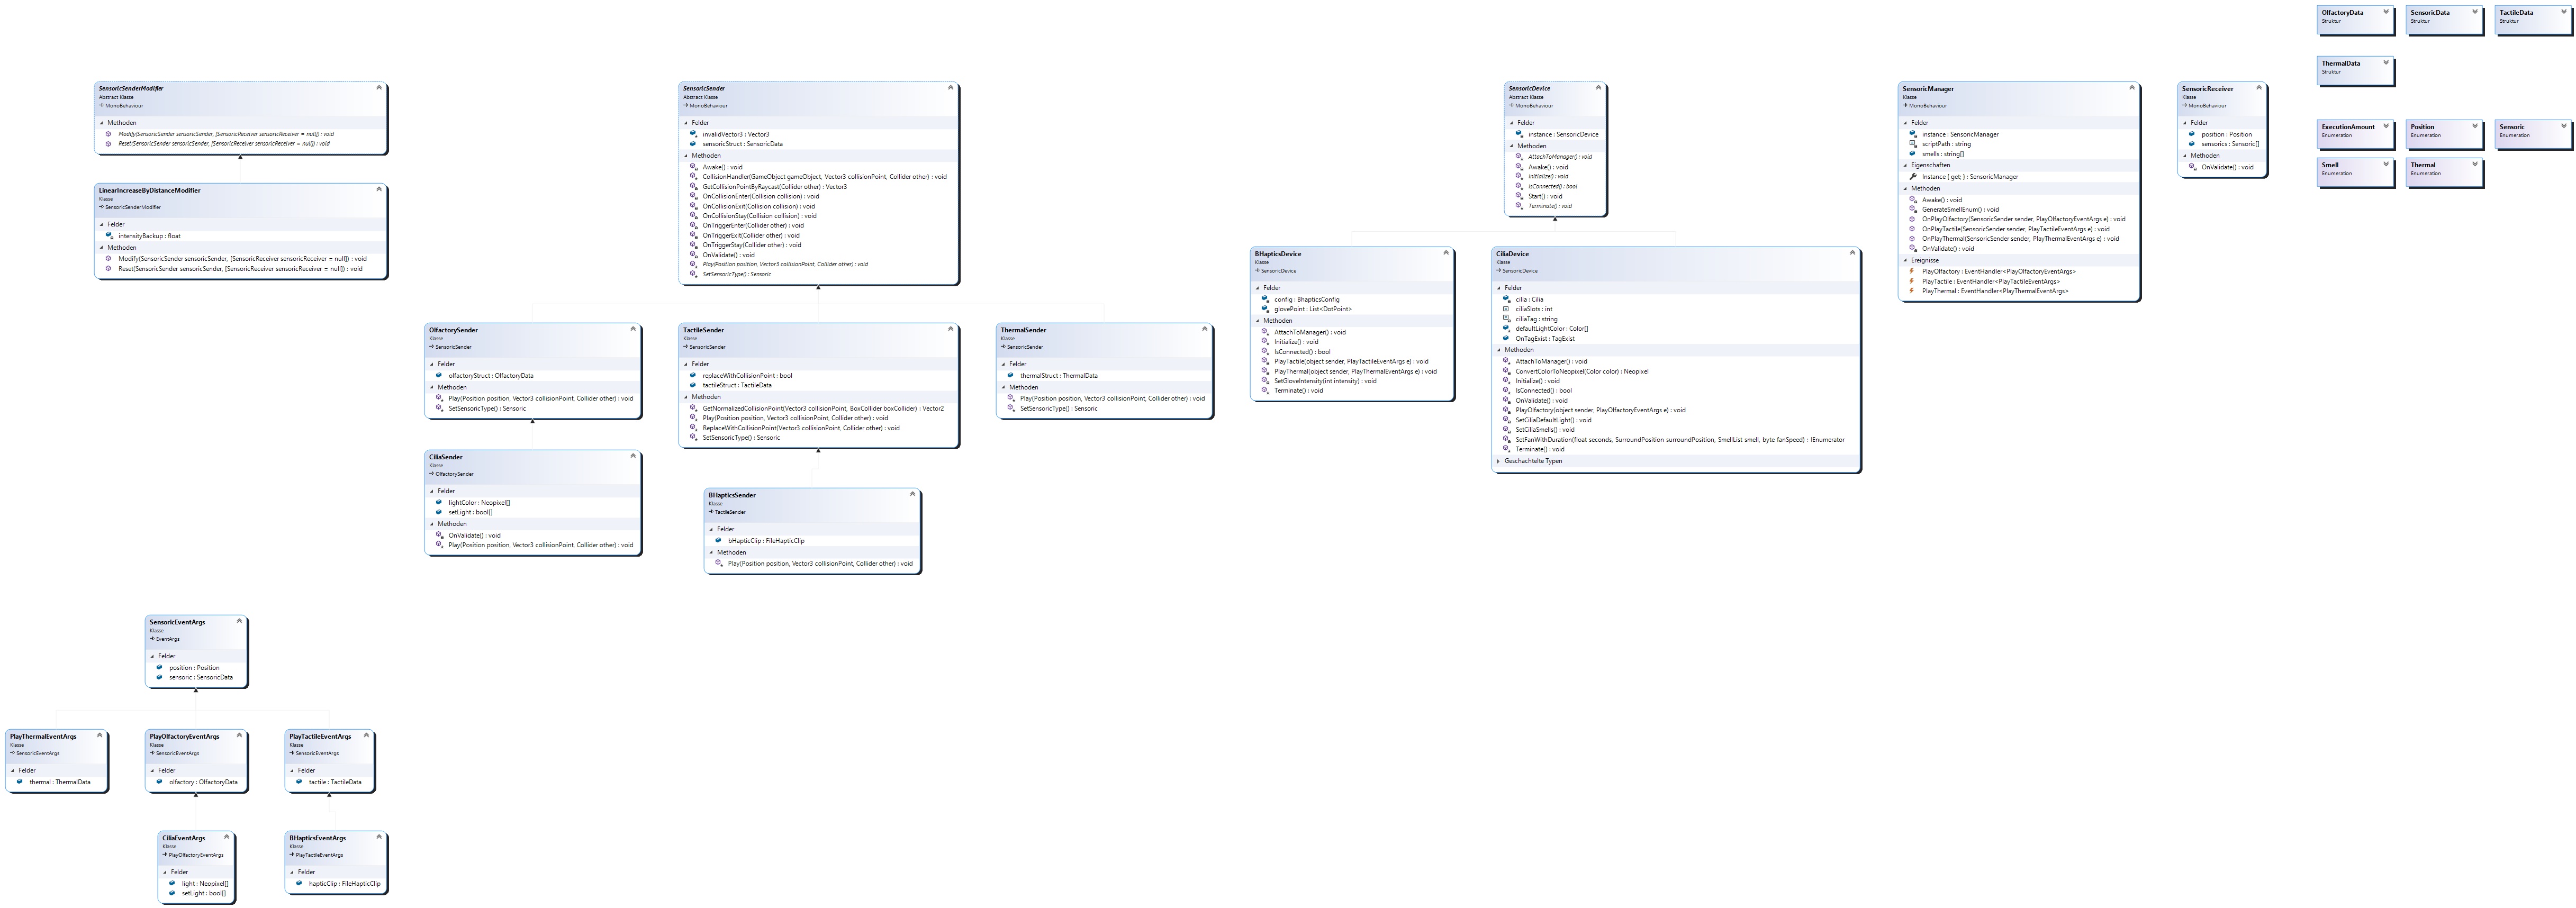 SensoricSenderModifier
Abstract Klasse
MonoBehaviour
Methoden
Modify(SensoricSender sensoricSender, [SensoricReceiver sensoricReceiver = null]) : void
Reset(SensoricSender sensoricSender, [SensoricReceiver sensoricReceiver = null]) : void
LinearIncreaseByDistanceModifier
Klasse
SensoricSenderModifier
Felder
intensityBackup : float
Methoden
Modify(SensoricSender sensoricSender, [SensoricReceiver sensoricReceiver = null]) : void
Reset(SensoricSender sensoricSender, [SensoricReceiver sensoricReceiver = null]) : void
SensoricSender
Abstract Klasse
MonoBehaviour
Felder
invalidVector3 : Vector3
sensoricStruct : SensoricData
Methoden
Awake() : void
CollisionHandler(GameObject gameObject, Vector3 collisionPoint, Collider other) : void
GetCollisionPointByRaycast(Collider other) : Vector3
OnCollisionEnter(Collision collision) : void
OnCollisionExit(Collision collision) : void
OnCollisionStay(Collision collision) : void
OnTriggerEnter(Collider other) : void
OnTriggerExit(Collider other) : void
OnTriggerStay(Collider other) : void
OnValidate() : void
Play(Position position, Vector3 collisionPoint, Collider other) : void
SetSensoricType() : Sensoric
OlfactorySender
Klasse
SensoricSender
Felder
olfactoryStruct : OlfactoryData
Methoden
Play(Position position, Vector3 collisionPoint, Collider other) : void
SetSensoricType() : Sensoric
TactileSender
Klasse
SensoricSender
Felder
replaceWithCollisionPoint : bool
tactileStruct : TactileData
Methoden
GetNormalizedCollisionPoint(Vector3 collisionPoint, BoxCollider boxCollider) : Vector2
Play(Position position, Vector3 collisionPoint, Collider other) : void
ReplaceWithCollisionPoint(Vector3 collisionPoint, Collider other) : void
SetSensoricType() : Sensoric
ThermalSender
Klasse
SensoricSender
Felder
thermalStruct : ThermalData
Methoden
Play(Position position, Vector3 collisionPoint, Collider other) : void
SetSensoricType() : Sensoric
CiliaSender
Klasse
OlfactorySender
Felder
lightColor : Neopixel[]
setLight : bool[]
Methoden
OnValidate() : void
Play(Position position, Vector3 collisionPoint, Collider other) : void
BHapticsSender
Klasse
TactileSender
Felder
bHapticClip : FileHapticClip
Methoden
Play(Position position, Vector3 collisionPoint, Collider other) : void
SensoricDevice
Abstract Klasse
MonoBehaviour
Felder
instance : SensoricDevice
Methoden
AttachToManager() : void
Awake() : void
Initialize() : void
IsConnected() : bool
Start() : void
Terminate() : void
BHapticsDevice
Klasse
SensoricDevice
Felder
config : BhapticsConfig
glovePoint : List<DotPoint>
Methoden
AttachToManager() : void
Initialize() : void
IsConnected() : bool
PlayTactile(object sender, PlayTactileEventArgs e) : void
PlayThermal(object sender, PlayThermalEventArgs e) : void
SetGloveIntensity(int intensity) : void
Terminate() : void
CiliaDevice
Klasse
SensoricDevice
Felder
cilia : Cilia
ciliaSlots : int
ciliaTag : string
defaultLightColor : Color[]
OnTagExist : TagExist
Methoden
AttachToManager() : void
ConvertColorToNeopixel(Color color) : Neopixel
Initialize() : void
IsConnected() : bool
OnValidate() : void
PlayOlfactory(object sender, PlayOlfactoryEventArgs e) : void
SetCiliaDefaultLight() : void
SetCiliaSmells() : void
SetFanWithDuration(float seconds, SurroundPosition surroundPosition, SmellList smell, byte fanSpeed) : IEnumerator
Terminate() : void
Geschachtelte Typen
SensoricManager
Klasse
MonoBehaviour
Felder
instance : SensoricManager
scriptPath : string
smells : string[]
Eigenschaften
Instance { get; } : SensoricManager
Methoden
Awake() : void
GenerateSmellEnum() : void
OnPlayOlfactory(SensoricSender sender, PlayOlfactoryEventArgs e) : void
OnPlayTactile(SensoricSender sender, PlayTactileEventArgs e) : void
OnPlayThermal(SensoricSender sender, PlayThermalEventArgs e) : void
OnValidate() : void
Ereignisse
PlayOlfactory : EventHandler<PlayOlfactoryEventArgs>
PlayTactile : EventHandler<PlayTactileEventArgs>
PlayThermal : EventHandler<PlayThermalEventArgs>
SensoricReceiver
Klasse
MonoBehaviour
Felder
position : Position
sensorics : Sensoric[]
Methoden
OnValidate() : void
OlfactoryData
Struktur
SensoricData
Struktur
TactileData
Struktur
ThermalData
Struktur
ExecutionAmount
Enumeration
Position
Enumeration
Sensoric
Enumeration
Smell
Enumeration
Thermal
Enumeration
SensoricEventArgs
Klasse
EventArgs
Felder
position : Position
sensoric : SensoricData
PlayThermalEventArgs
Klasse
SensoricEventArgs
Felder
thermal : ThermalData
PlayOlfactoryEventArgs
Klasse
SensoricEventArgs
Felder
olfactory : OlfactoryData
PlayTactileEventArgs
Klasse
SensoricEventArgs
Felder
tactile : TactileData
CiliaEventArgs
Klasse
PlayOlfactoryEventArgs
Felder
light : Neopixel[]
setLight : bool[]
BHapticsEventArgs
Klasse
PlayTactileEventArgs
Felder
hapticClip : FileHapticClip